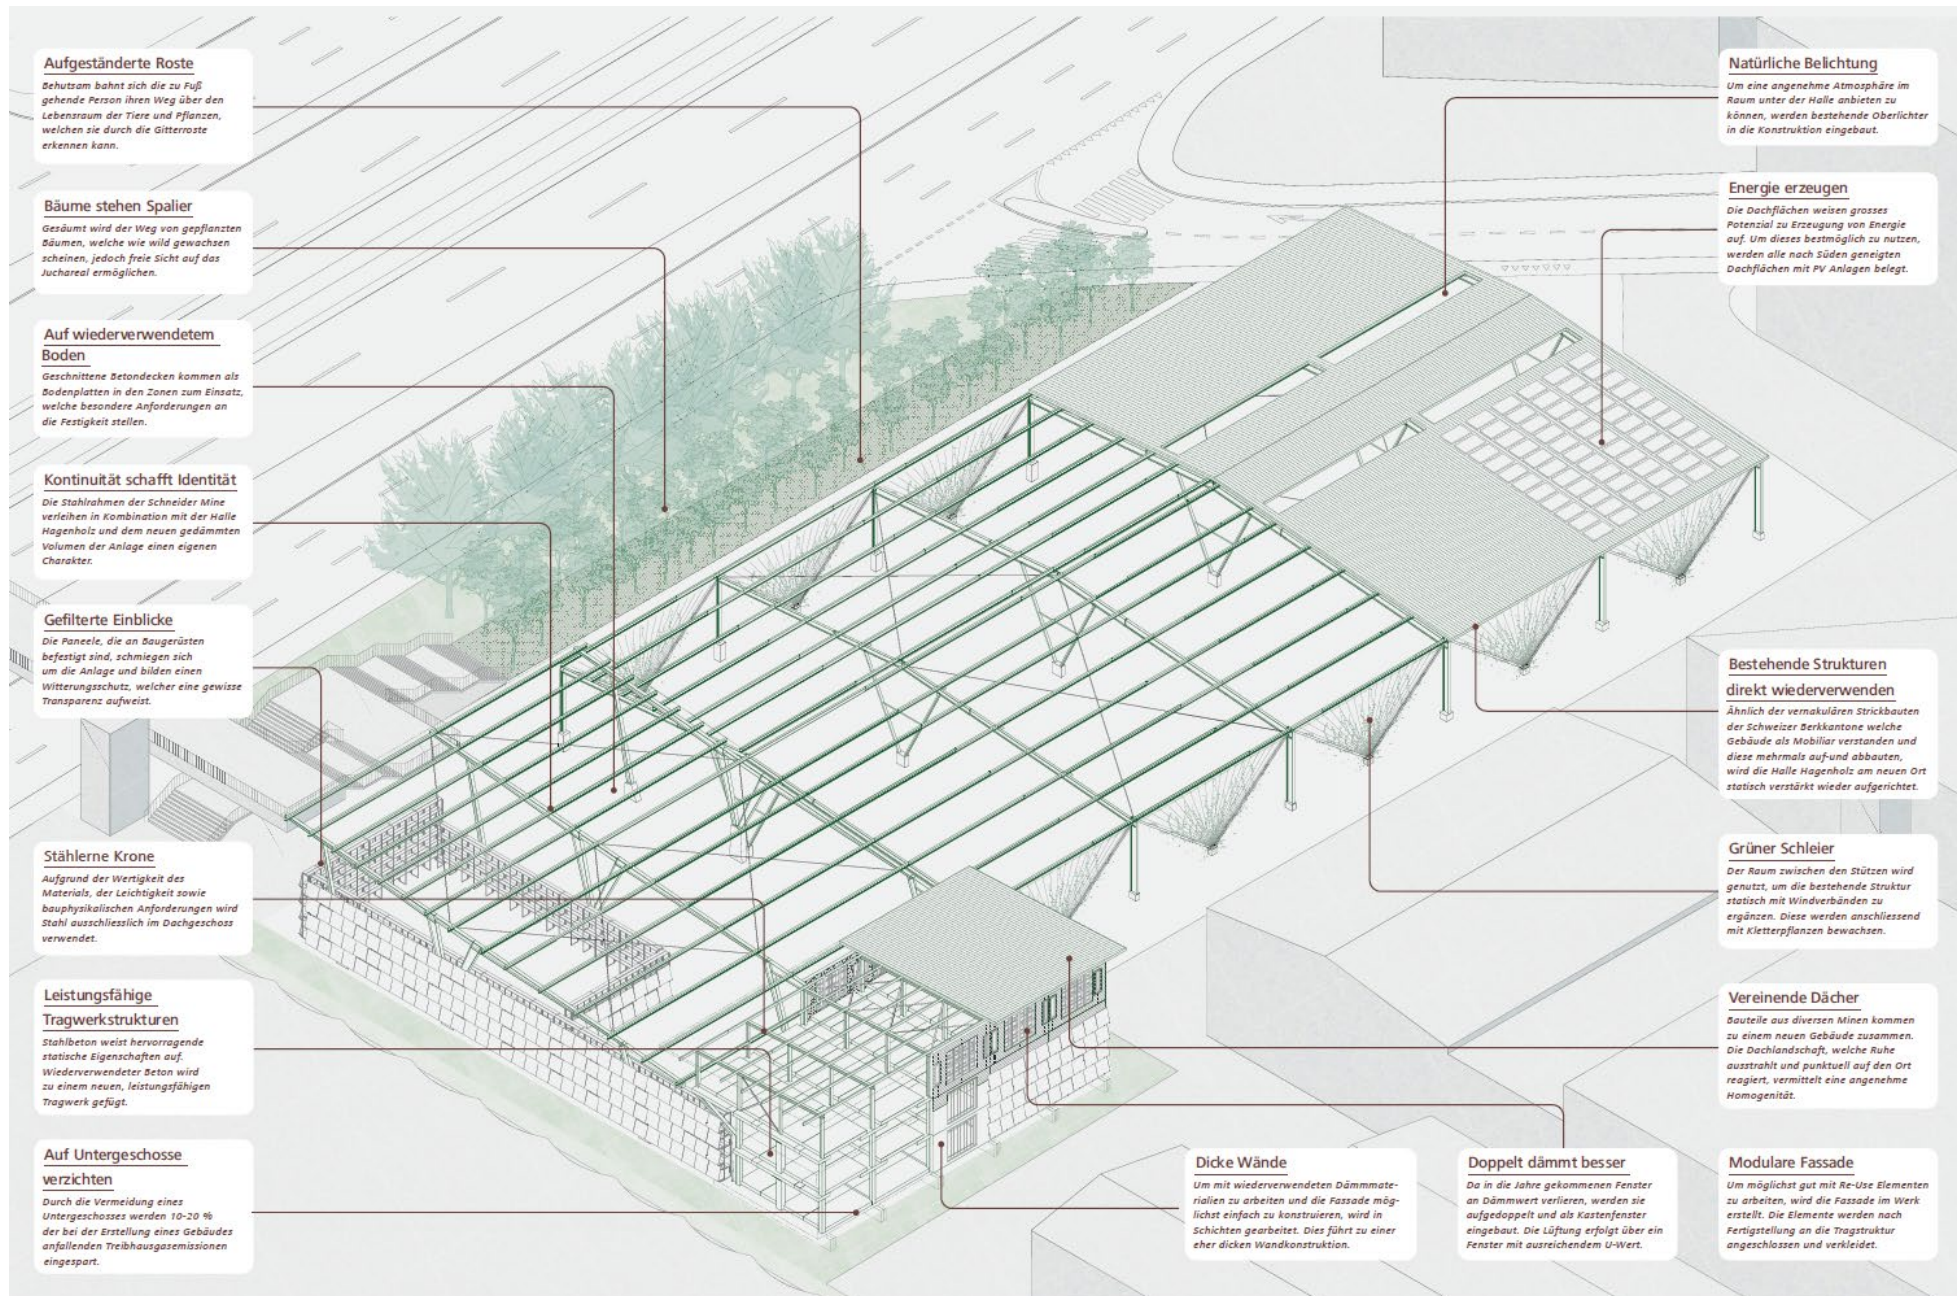 Aufgeständerte Roste
Behutsam bahnt sich die zu Fuß
gehende Person ihren Weg über den
Lebensraum der Tiere und Pflanzen,
welchen sie durch die Gitterroste
erkennen kann.
Bäume stehen Spalier
Gesäumt wird der Weg von gepflanzten
Bäumen, welche wie wild gewachsen
scheinen, jedoch freie Sicht auf das
Juchareal ermöglichen.
Auf wiederverwendetem
Boden
Geschnittene Betondecken kommen als
Bodenplatten in den Zonen zum Einsatz,
welche besondere Anforderungen an
die Festigkeit stellen.
Kontinuität schafft Identität
Die Stahlrahmen der Schneider Mine
verleihen in Kombination mit der Halle
Hagenholz und dem neuen gedämmten
Volumen der Anlage einen eigenen
Charakter.
Gefilterte Einblicke
Die Paneele, die an Baugerüsten
befestigt sind, schmiegen sich
um die Anlage und bilden einen
Witterungsschutz, welcher eine gewisse
Transparenz aufweist.
Stählerne Krone
Aufgrund der Wertigkeit des
Materials, der Leichtigkeit sowie
bauphysikalischen Anforderungen wird
Stahl ausschliesslich im Dachgeschoss
verwendet.
Leistungsfähige
Tragwerkstrukturen
Stahlbeton weist hervorragende
statische Eigenschaften auf.
Wiederverwendeter Beton wird
zu einem neuen, leistungsfähigen
Tragwerk gefügt.
Auf Untergeschosse
verzichten
Durch die Vermeidung eines
Untergeschosses werden 10-20 %
der bei der Erstellung eines Gebäudes
anfallenden Treibhausgasemissionen
eingespart.
Natürliche Belichtung
Um eine angenehme Atmosphäre im
Raum unter der Halle anbieten zu
können, werden bestehende Oberlichter
in die Konstruktion eingebaut.
Energie erzeugen
Die Dachflächen weisen grosses
Potenzial zu Erzeugung von Energie
auf. Um dieses bestmöglich zu nutzen,
werden alle nach Süden geneigten
Dachflächen mit PV Anlagen belegt.
Bestehende Strukturen
direkt wiederverwenden
Ähnlich der vernakulären Strickbauten
der Schweizer Berkkantone welche
Gebäude als Mobiliar verstanden und
diese mehrmals auf-und abbauten,
wird die Halle Hagenholz am neuen Ort
statisch verstärkt wieder aufgerichtet.
Grüner Schleier
Der Raum zwischen den Stützen wird
genutzt, um die bestehende Struktur
statisch mit Windverbänden zu
ergänzen. Diese werden anschliessend
mit Kletterpflanzen bewachsen.
Vereinende Dächer
Bauteile aus diversen Minen kommen
zu einem neuen Gebäude zusammen.
Die Dachlandschaft, welche Ruhe
ausstrahlt und punktuell auf den Ort
reagiert, vermittelt eine angenehme
Homogenität.
Dicke Wände
Um mit wiederverwendeten Dämmmate-
rialien zu arbeiten und die Fassade mög-
lichst einfach zu konstruieren, wird in
Schichten gearbeitet. Dies führt zu einer
eher dicken Wandkonstruktion.
Doppelt dämmt besser
Da in die Jahre gekommenen Fenster
an Dämmwert verlieren, werden sie
aufgedoppelt und als Kastenfenster
eingebaut. Die Lüftung erfolgt über ein
Fenster mit ausreichendem U-Wert.
Modulare Fassade
Um möglichst gut mit Re-Use Elementen
zu arbeiten, wird die Fassade im Werk
erstellt. Die Elemente werden nach
Fertigstellung an die Tragstruktur
angeschlossen und verkleidet.